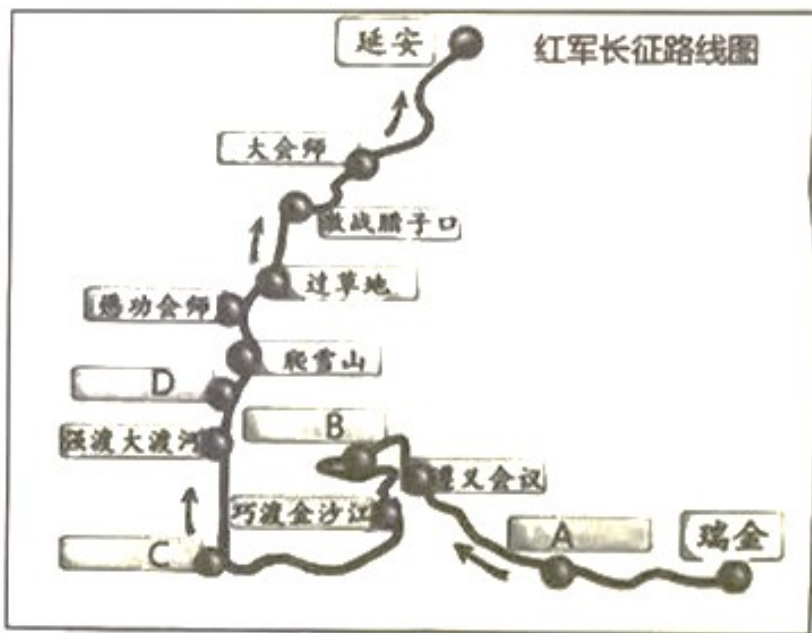 延安
红军长征路线图
大会师
激战腊子口
过草地
懋功会师
爬雪山
D
B
强渡大渡河
遵义会议
巧渡金沙江
A
瑞金
C